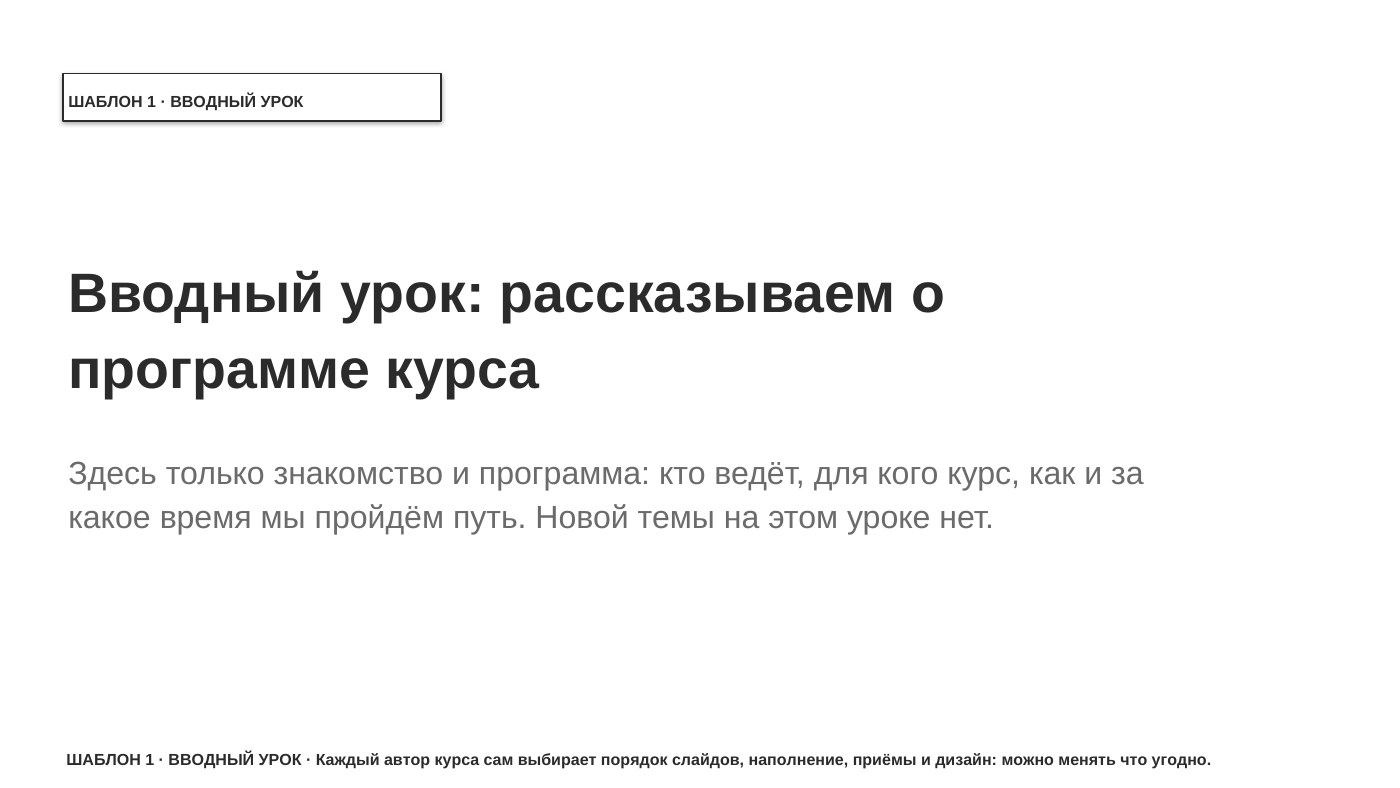 ШАБЛОН 1 · ВВОДНЫЙ УРОК
Вводный урок: рассказываем о
программе курса
Здесь только знакомство и программа: кто ведёт, для кого курс, как и за
какое время мы пройдём путь. Новой темы на этом уроке нет.
ШАБЛОН 1 · ВВОДНЫЙ УРОК · Каждый автор курса сам выбирает порядок слайдов, наполнение, приёмы и дизайн: можно менять что угодно.